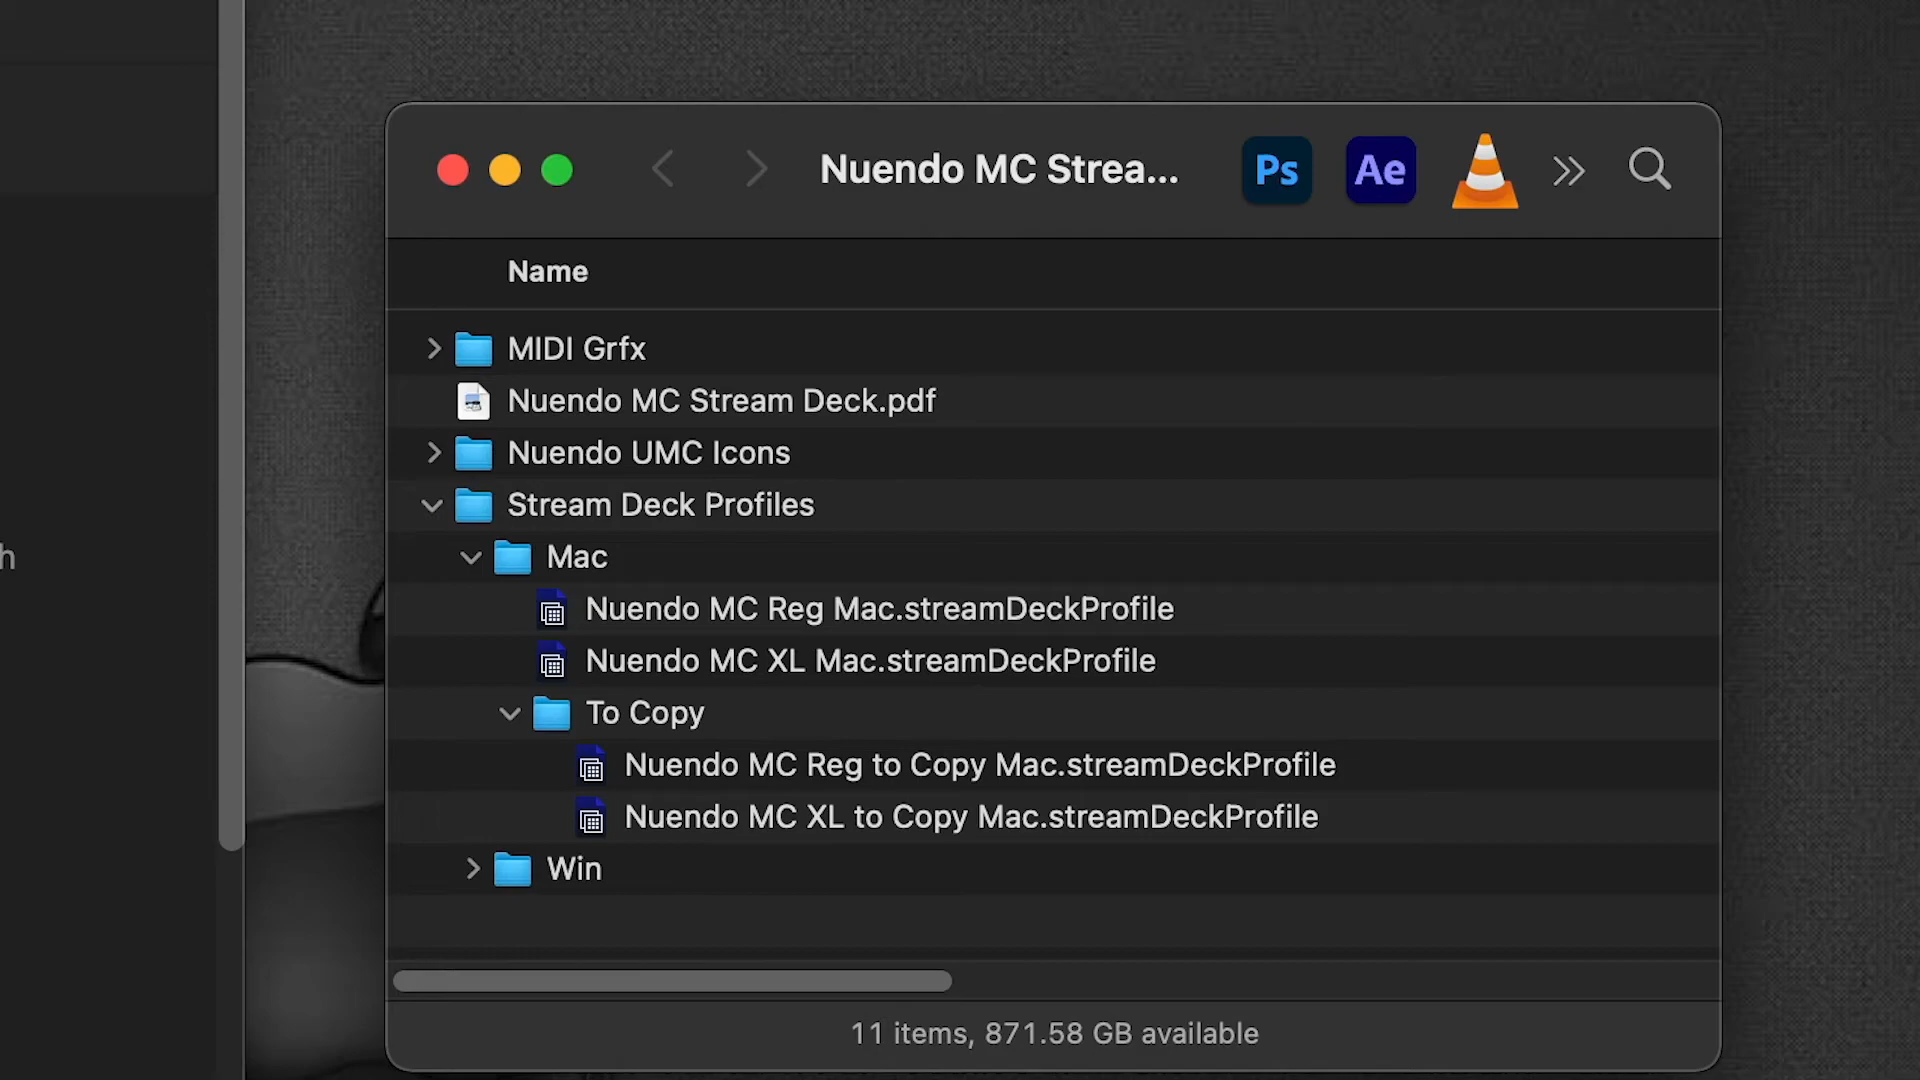 Nuendo MC Strea...
Ps
Ae
Name
MIDI Grfx
Nuendo MC Stream Deck.pdf
Nuendo UMC Icons
Stream Deck Profiles
h
Mac
Nuendo MC Reg Mac.streamDeckProfile
Nuendo MC XL Mac.streamDeckProfile
To Copy
Nuendo MC Reg to Copy Mac.streamDeckProfile
Nuendo MC XL to Copy Mac.streamDeckProfile
Win
11 items, 871.58 GB available